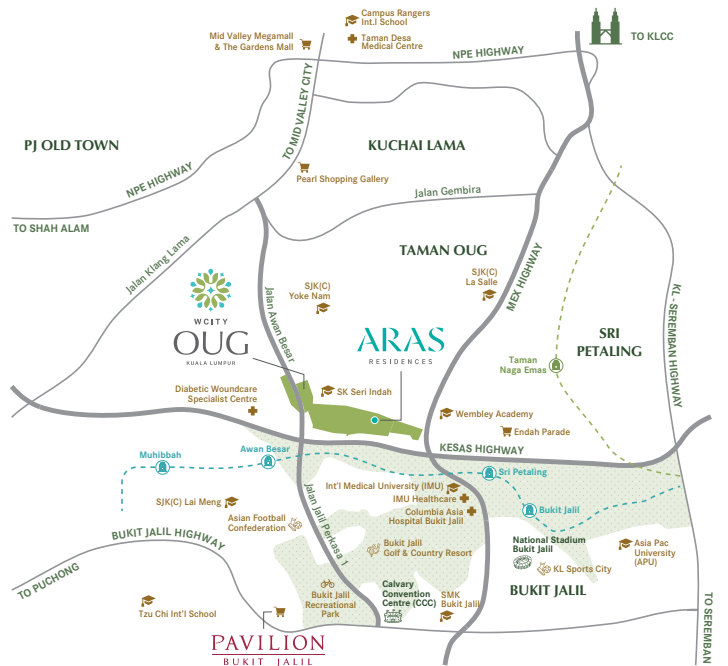 Campus Rangers
Int.l School
Mid Valley Megamall
& The Gardens Mall
Taman Desa
Medical Centre
TO KLCC
NPE HIGHWAY
TO MID VALLEY CITY
PJ OLD TOWN
KUCHAI LAMA
NPE HIGHWAY
Pearl Shopping Gallery
Jalan Gembira
TO SHAH ALAM
Jalan Klang Lama
TAMAN OUG
MEX HIGHWAY
KL - SEREMBAN HIGHWAY
SJK(C)
Yoke Nam
SJK(C)
La Salle
Jalan Awan Besar
WCITY
OUG
KUALA LUMPUR
ARAS
RESIDENCES
SRI
PETALING
Taman
Naga Emas
Diabetic Woundcare
Specialist Centre
SK Seri Indah
Wembley Academy
Endah Parade
KESAS HIGHWAY
Muhibbah
Awan Besar
Sri Petaling
Int'l Medical University (IMU)
IMU Healthcare
Columbia Asia
Hospital Bukit Jalil
Bukit Jalil
SJK(C) Lai Meng
Asian Football
Confederation
Jalan Jalil Perkasa 1
BUKIT JALIL HIGHWAY
Bukit Jalil
Golf & Country Resort
National Stadium
Bukit Jalil
KL Sports City
Asia Pac
University
(APU)
TO PUCHONG
Bukit Jalil
Recreational
Park
Calvary
Convention
Centre (CCC)
SMK
Bukit Jalil
BUKIT JALIL
TO SEREMBAN
Tzu Chi Int'l School
PAVILION
BUKIT JALIL